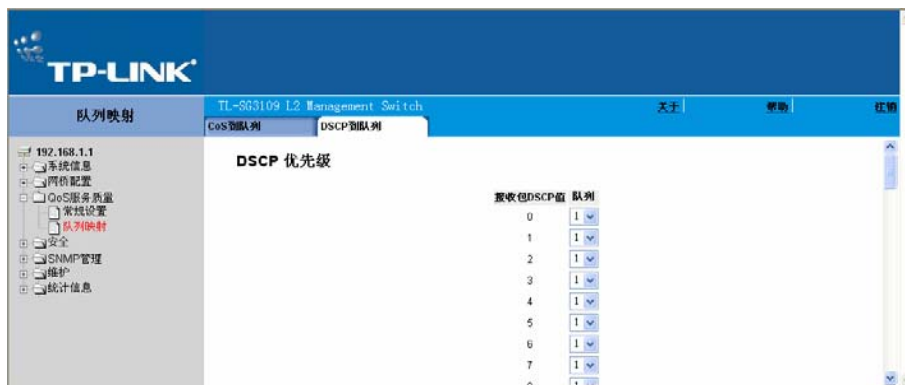 TP-LINK
队列映射
TL-SG3109 L2 Management Switch
关于
帮助
注销
CoS到队列
DSCP到队列
192.168.1.1
系统信息
网桥配置
QoS服务质量
常规设置
队列映射
安全
SNMP管理
维护
统计信息
DSCP 优先级
接收包DSCP值 队列
0 1
1 1
2 1
3 1
4 1
5 1
6 1
7 1